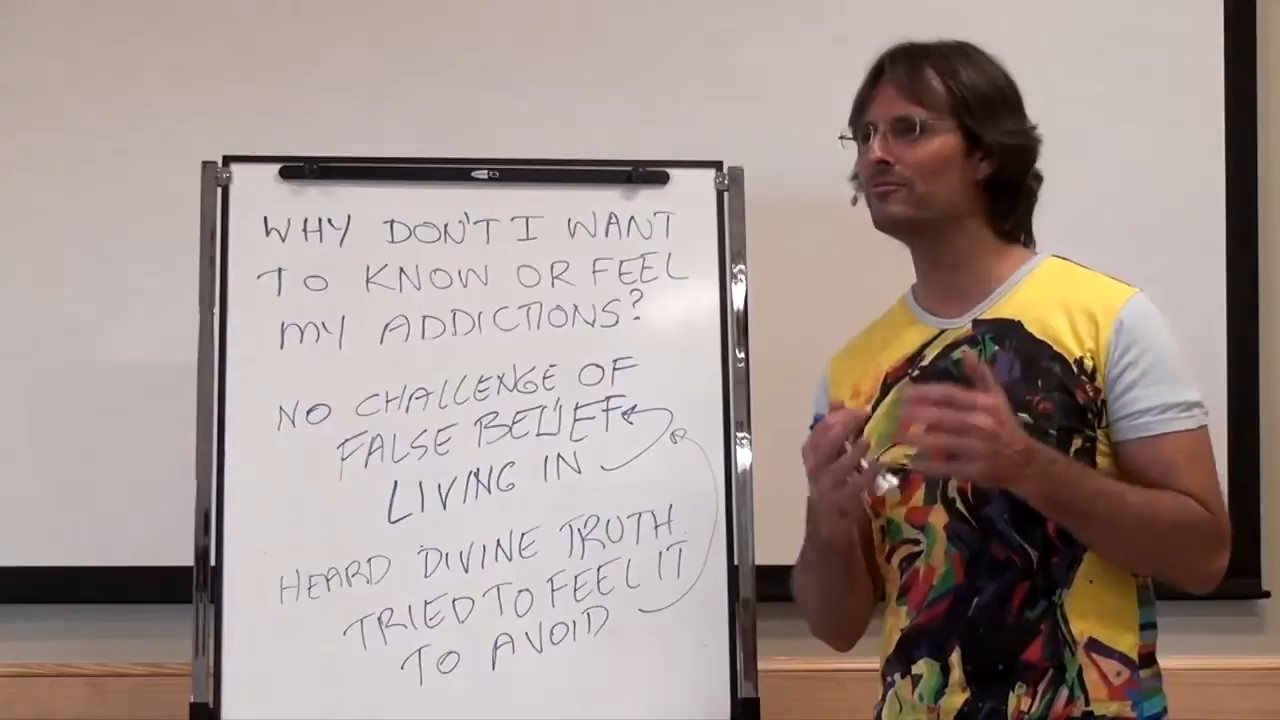 WHY DON'T I WANT
TO KNOW OR FEEL
MY ADDICTIONS?
NO CHALLENGE OF
FALSE BELIEF
LIVING IN
HEARD DIVINE TRUTH
TRIED TO FEEL IT
TO AVOID